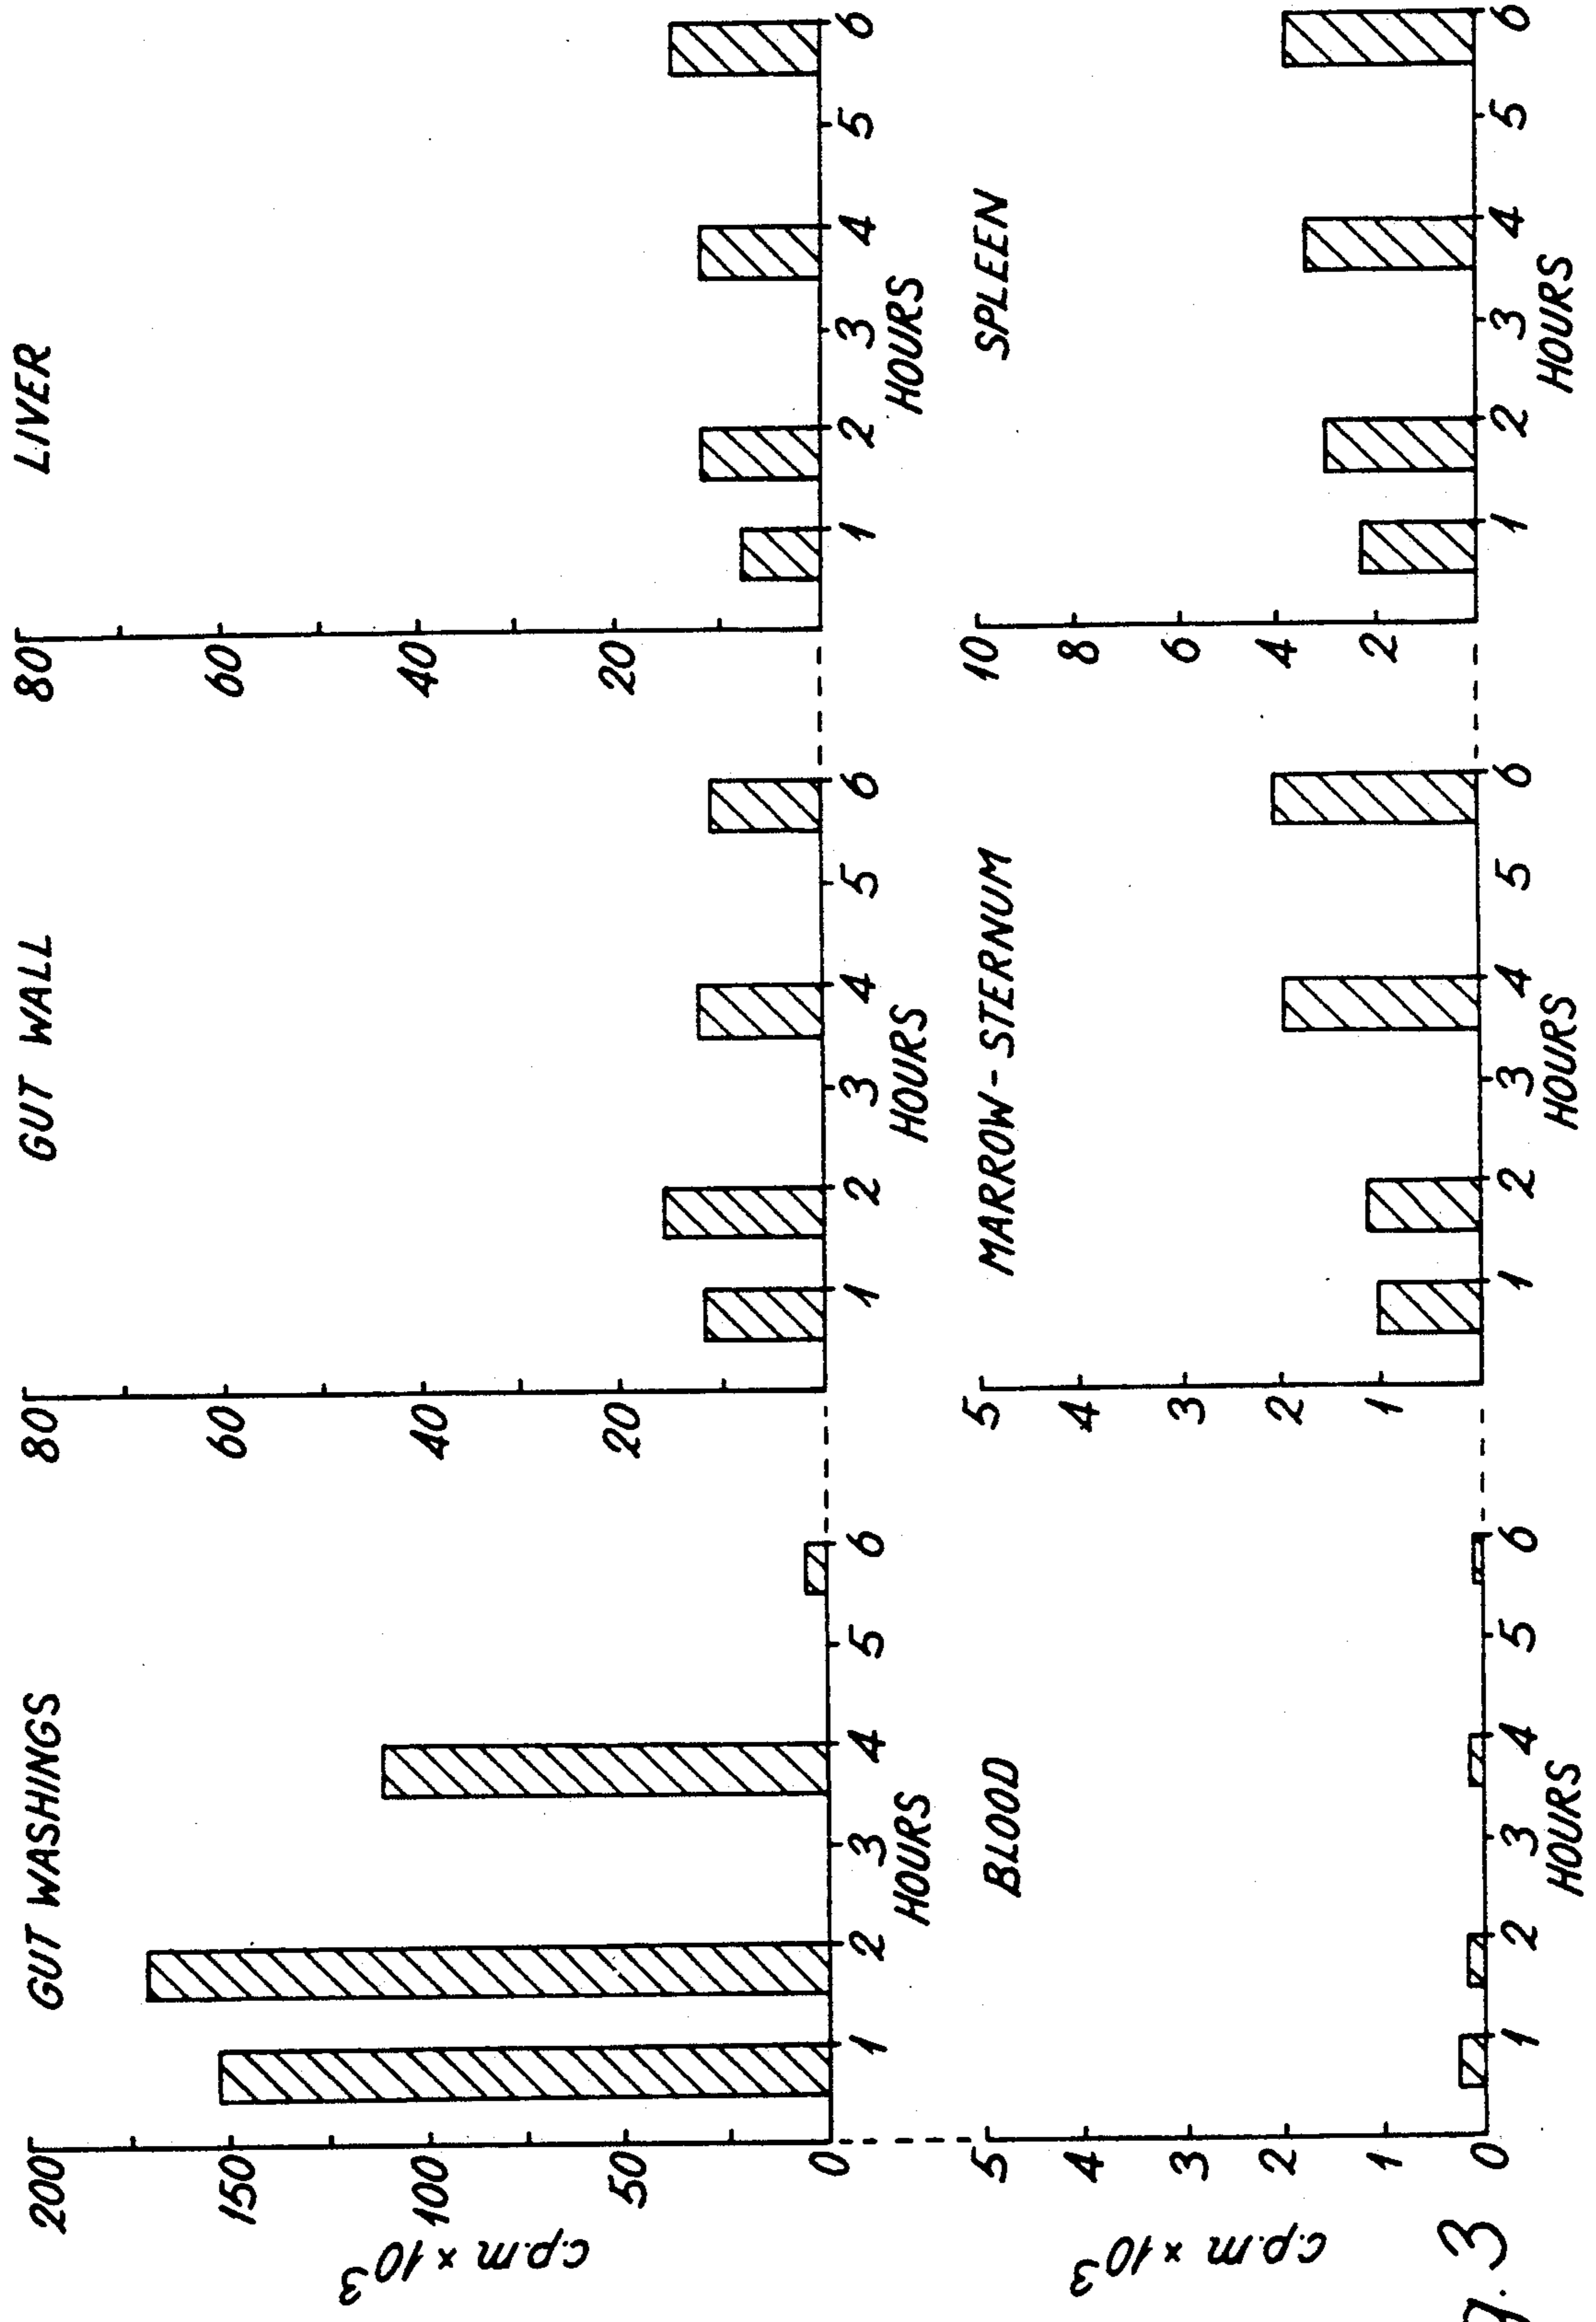 GUT WASHINGS
c.p.m × 10³
200
150
100
50
0
1 2 3 4 5 6
HOURS
GUT WALL
80
60
40
20
1 2 3 4 5 6
HOURS
LIVER
80
60
40
20
1 2 3 4 5 6
HOURS
BLOOD
c.p.m × 10³
5
4
3
2
1
0
1 2 3 4 5 6
HOURS
MARROW-STERNUM
5
4
3
2
1
1 2 3 4 5 6
HOURS
SPLEEN
10
8
6
4
2
1 2 3 4 5 6
HOURS
3